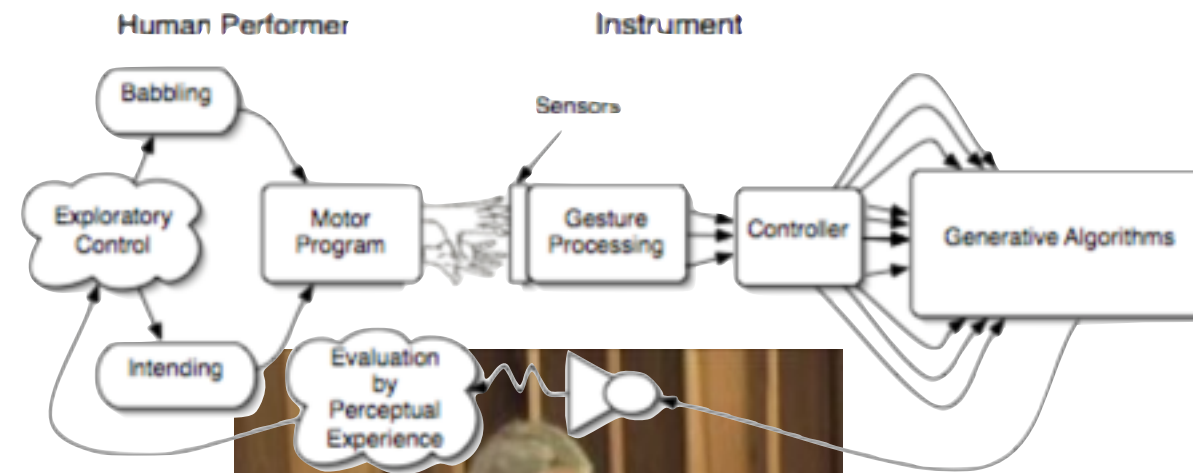 Human Performer
Instrument
Babbling
Sensors
Exploratory
Control
Motor
Program
Gesture
Processing
Controller
Generative Algorithms
Intending
Evaluation
by
Perceptual
Experience